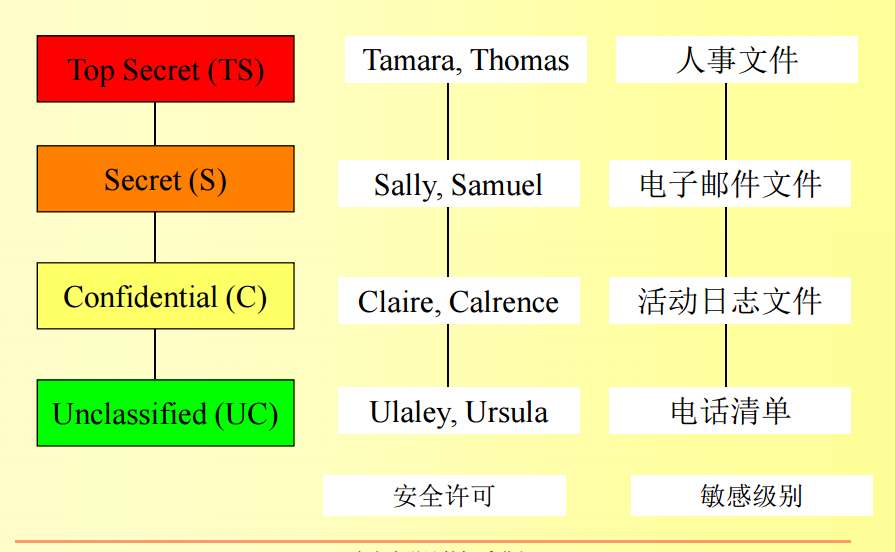 Top Secret (TS)
Tamara, Thomas
人事文件
Secret (S)
Sally, Samuel
电子邮件文件
Confidential (C)
Claire, Calrence
活动日志文件
Unclassified (UC)
Ulaley, Ursula
电话清单
安全许可
敏感级别